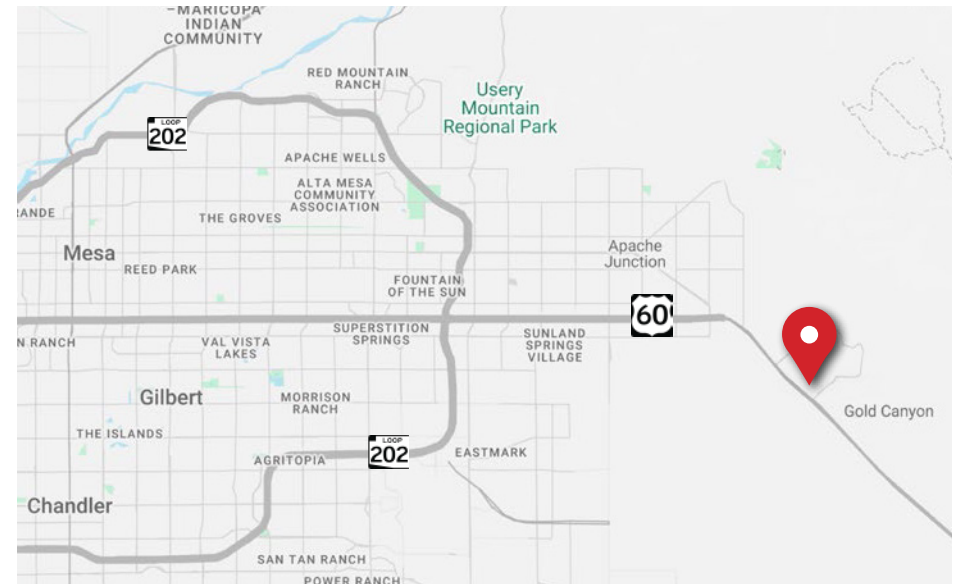 –MARICOPA
INDIAN
COMMUNITY
RED MOUNTAIN
RANCH
Usery
Mountain
Regional Park
LOOP
202
APACHE WELLS
ALTA MESA
COMMUNITY
ASSOCIATION
THE GROVES
Mesa
REED PARK
Apache
Junction
FOUNTAIN
OF THE SUN
60
SUPERSTITION
SPRINGS
SUNLAND
SPRINGS
VILLAGE
N RANCH
VAL VISTA
LAKES
Gilbert
MORRISON
RANCH
Gold Canyon
THE ISLANDS
LOOP
202
AGRITOPIA
EASTMARK
Chandler
SAN TAN RANCH
POWER RANCH